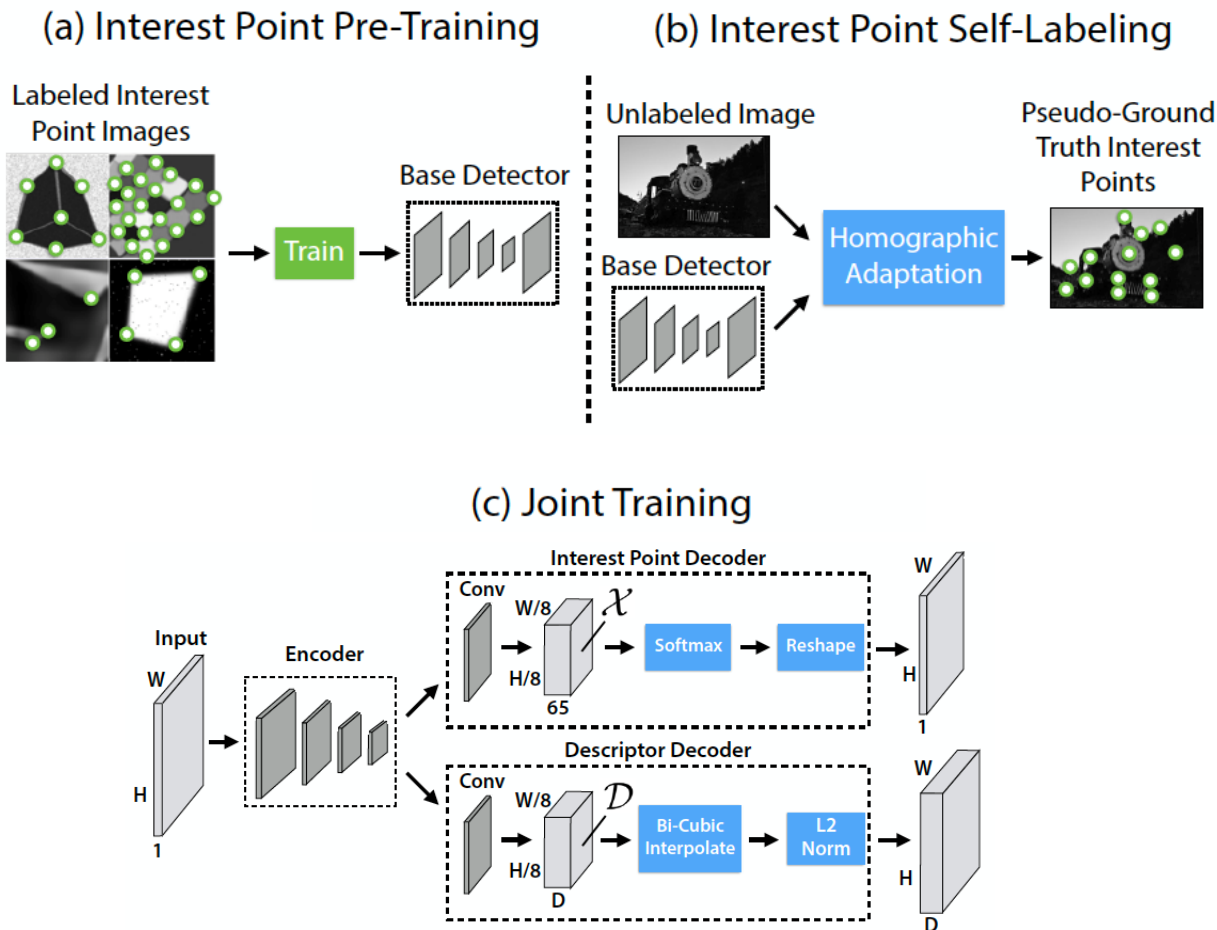 (a) Interest Point Pre-Training
Labeled Interest
Point Images
Train
Base Detector
(b) Interest Point Self-Labeling
Unlabeled Image
Base Detector
Homographic
Adaptation
Pseudo-Ground
Truth Interest
Points
(c) Joint Training
Input
W
H
1
Encoder
Interest Point Decoder
Conv
W/8
H/8
65
𝒳
Softmax
Reshape
W
H
1
Descriptor Decoder
Conv
W/8
H/8
D
𝒟
Bi-Cubic
Interpolate
L2
Norm
W
H
D